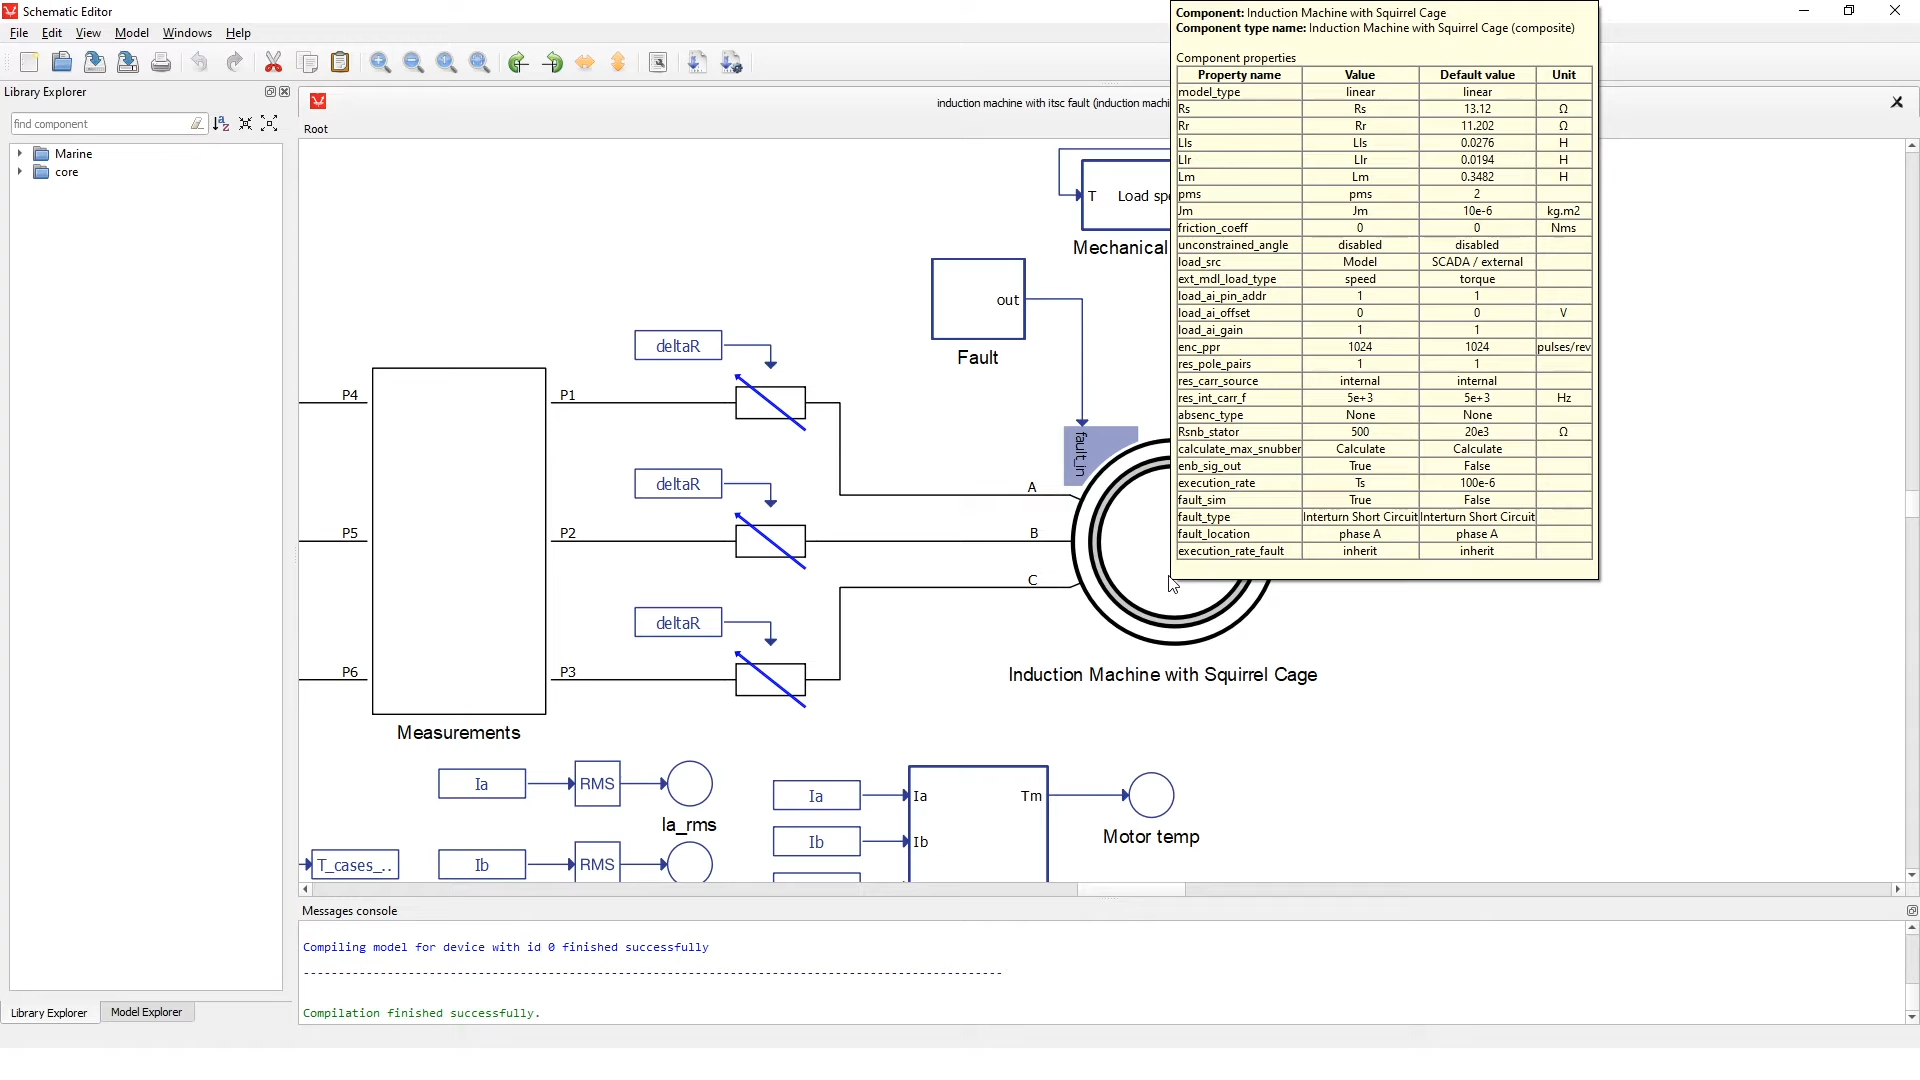 Schematic Editor
File Edit View Model Windows Help
Library Explorer
find component
Marine
core
Library Explorer Model Explorer
induction machine with itsc fault (induction machi
Root
T Load spe
Mechanical
out
Fault
fault_in
deltaR
deltaR
deltaR
P4 P1
P5 P2
P6 P3
A
B
C
Measurements
Induction Machine with Squirrel Cage
Ia RMS
Ia_rms
T_cases_.. Ib RMS
Ia Ia Tm
Ib Ib
Motor temp
Component: Induction Machine with Squirrel Cage
Component type name: Induction Machine with Squirrel Cage (composite)
Component properties
Property name Value Default value Unit
model_type linear linear
Rs Rs 13.12 Ω
Rr Rr 11.202 Ω
Lls Lls 0.0276 H
Llr Llr 0.0194 H
Lm Lm 0.3482 H
pms pms 2
Jm Jm 10e-6 kg.m2
friction_coeff 0 0 Nms
unconstrained_angle disabled disabled
load_src Model SCADA / external
ext_mdl_load_type speed torque
load_ai_pin_addr 1 1
load_ai_offset 0 0 V
load_ai_gain 1 1
enc_ppr 1024 1024 pulses/rev
res_pole_pairs 1 1
res_carr_source internal internal
res_int_carr_f 5e+3 5e+3 Hz
absenc_type None None
Rsnb_stator 500 20e3 Ω
calculate_max_snubber Calculate Calculate
enb_sig_out True False
execution_rate Ts 100e-6
fault_sim True False
fault_type Interturn Short Circuit Interturn Short Circuit
fault_location phase A phase A
execution_rate_fault inherit inherit
Messages console
Compiling model for device with id 0 finished successfully
Compilation finished successfully.